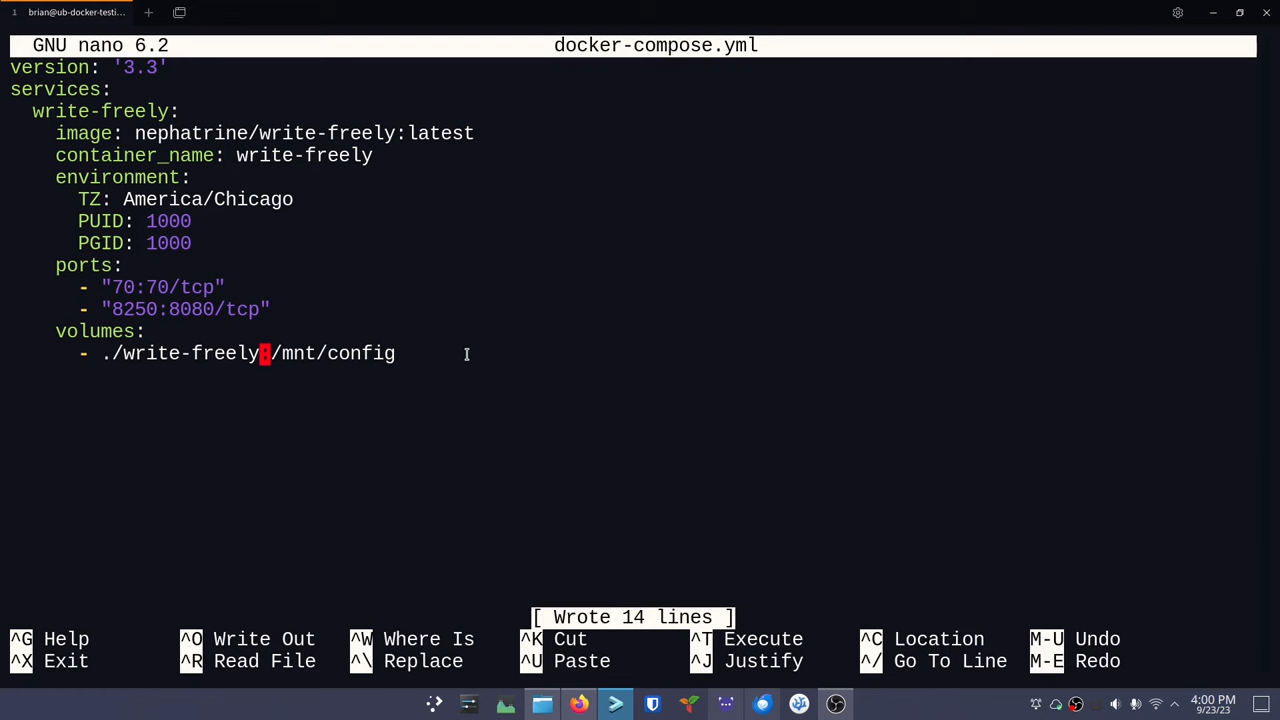 1 brian@ub-docker-testi...
GNU nano 6.2 docker-compose.yml
version: '3.3'
services:
write-freely:
image: nephatrine/write-freely:latest
container_name: write-freely
environment:
TZ: America/Chicago
PUID: 1000
PGID: 1000
ports:
- "70:70/tcp"
- "8250:8080/tcp"
volumes:
- ./write-freely:/mnt/config
[ Wrote 14 lines ]
^G Help ^O Write Out ^W Where Is ^K Cut ^T Execute ^C Location M-U Undo
^X Exit ^R Read File ^\ Replace ^U Paste ^J Justify ^/ Go To Line M-E Redo
4:00 PM
9/23/23